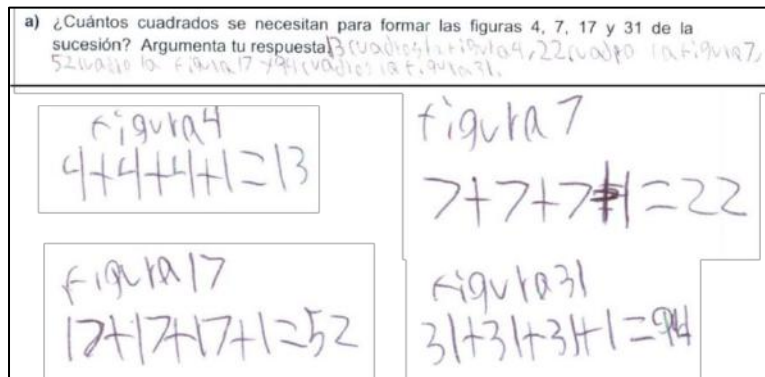 a) ¿Cuántos cuadrados se necesitan para formar las figuras 4, 7, 17 y 31 de la
sucesión? Argumenta tu respuesta 13 cuadros la figura 4, 22 cuadro la figura 7,
52 cuadro la figura 17 y 94 cuadros la figura 31.
figura 4
4+4+4+1=13
figura 7
7+7+7+1=22
figura 17
17+17+17+1=52
figura 31
31+31+31+1=94